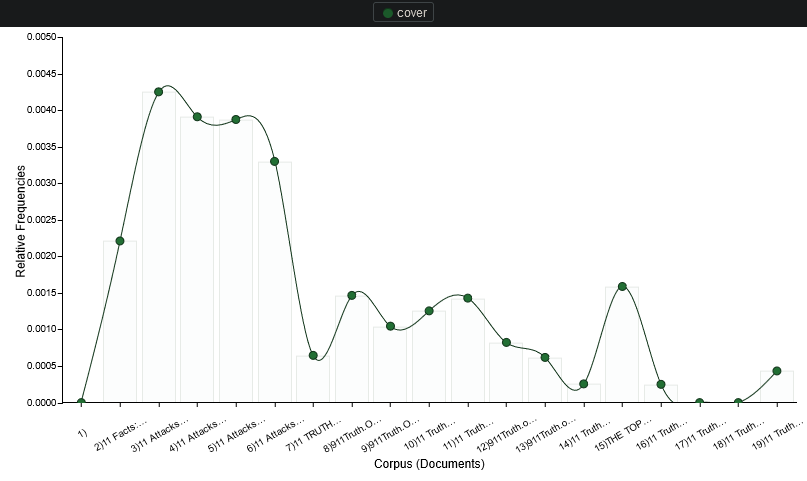 cover
0.0050
0.0045
0.0040
0.0035
0.0030
0.0025
0.0020
0.0015
0.0010
0.0005
0.0000
Relative Frequencies
1)
2)11 Facts:...
3)11 Attacks...
4)11 Attacks...
5)11 Attacks...
6)11 Attacks...
7)11 TRUTH...
8)911Truth.O...
9)911Truth.O...
10)11 Truth...
11)11 Truth...
12)911Truth.o...
13)911Truth.o...
14)11 Truth...
15)THE TOP...
16)11 Truth...
17)11 Truth...
18)11 Truth...
19)11 Truth...
Corpus (Documents)